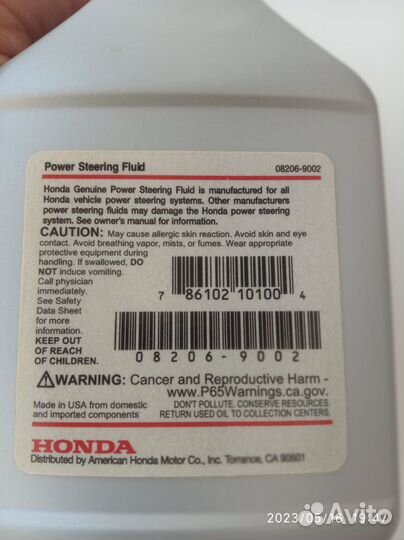 Power Steering Fluid 08206-9002
Honda Genuine Power Steering Fluid is manufactured for all
Honda vehicle power steering systems. Other manufacturers
power steering fluids may damage the Honda power steering
system. See owner's manual for information.
CAUTION: May cause allergic skin reaction. Avoid skin and eye
contact. Avoid breathing vapor, mists, or fumes. Wear appropriate
protective equipment during
handling. If swallowed, DO
NOT induce vomiting.
Call physician
immediately.
See Safety
Data Sheet
for more
information.
KEEP OUT
OF REACH
OF CHILDREN.
7 86102 10100 4
08206-9002
⚠WARNING: Cancer and Reproductive Harm -
www.P65Warnings.ca.gov.
Made in USA from domestic
and imported components
DON'T POLLUTE. CONSERVE RESOURCES.
RETURN USED OIL TO COLLECTION CENTERS.
HONDA
Distributed by American Honda Motor Co., Inc. Torrance, CA 90501
2023/05/16 19:47
Avito